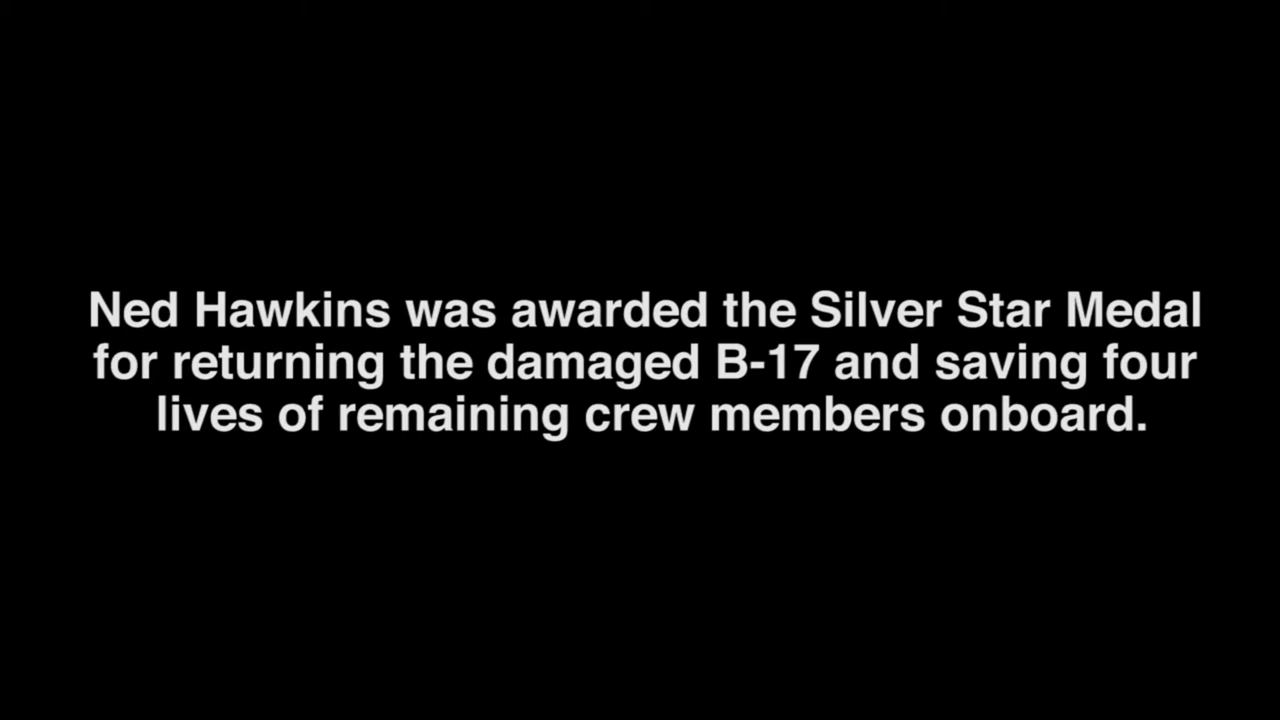 Ned Hawkins was awarded the Silver Star Medal
for returning the damaged B-17 and saving four
lives of remaining crew members onboard.